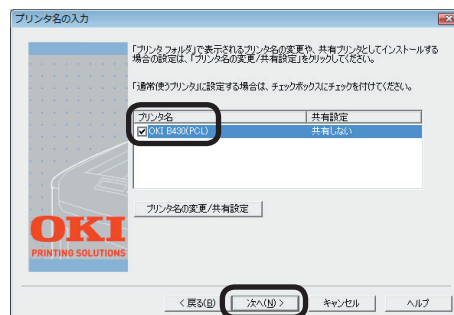 プリンタ名の入力
「プリンタ フォルダ」で表示されるプリンタ名の変更や、共有プリンタとしてインストールする
場合の設定は、「プリンタ名の変更/共有設定」をクリックしてください。
「通常使うプリンタ」に設定する場合は、チェックボックスにチェックを付けてください。
プリンタ名 共有設定
OKI B430(PCL) 共有しない
プリンタ名の変更/共有設定
OKI
PRINTING SOLUTIONS
< 戻る(B) 次へ(N) > キャンセル ヘルプ